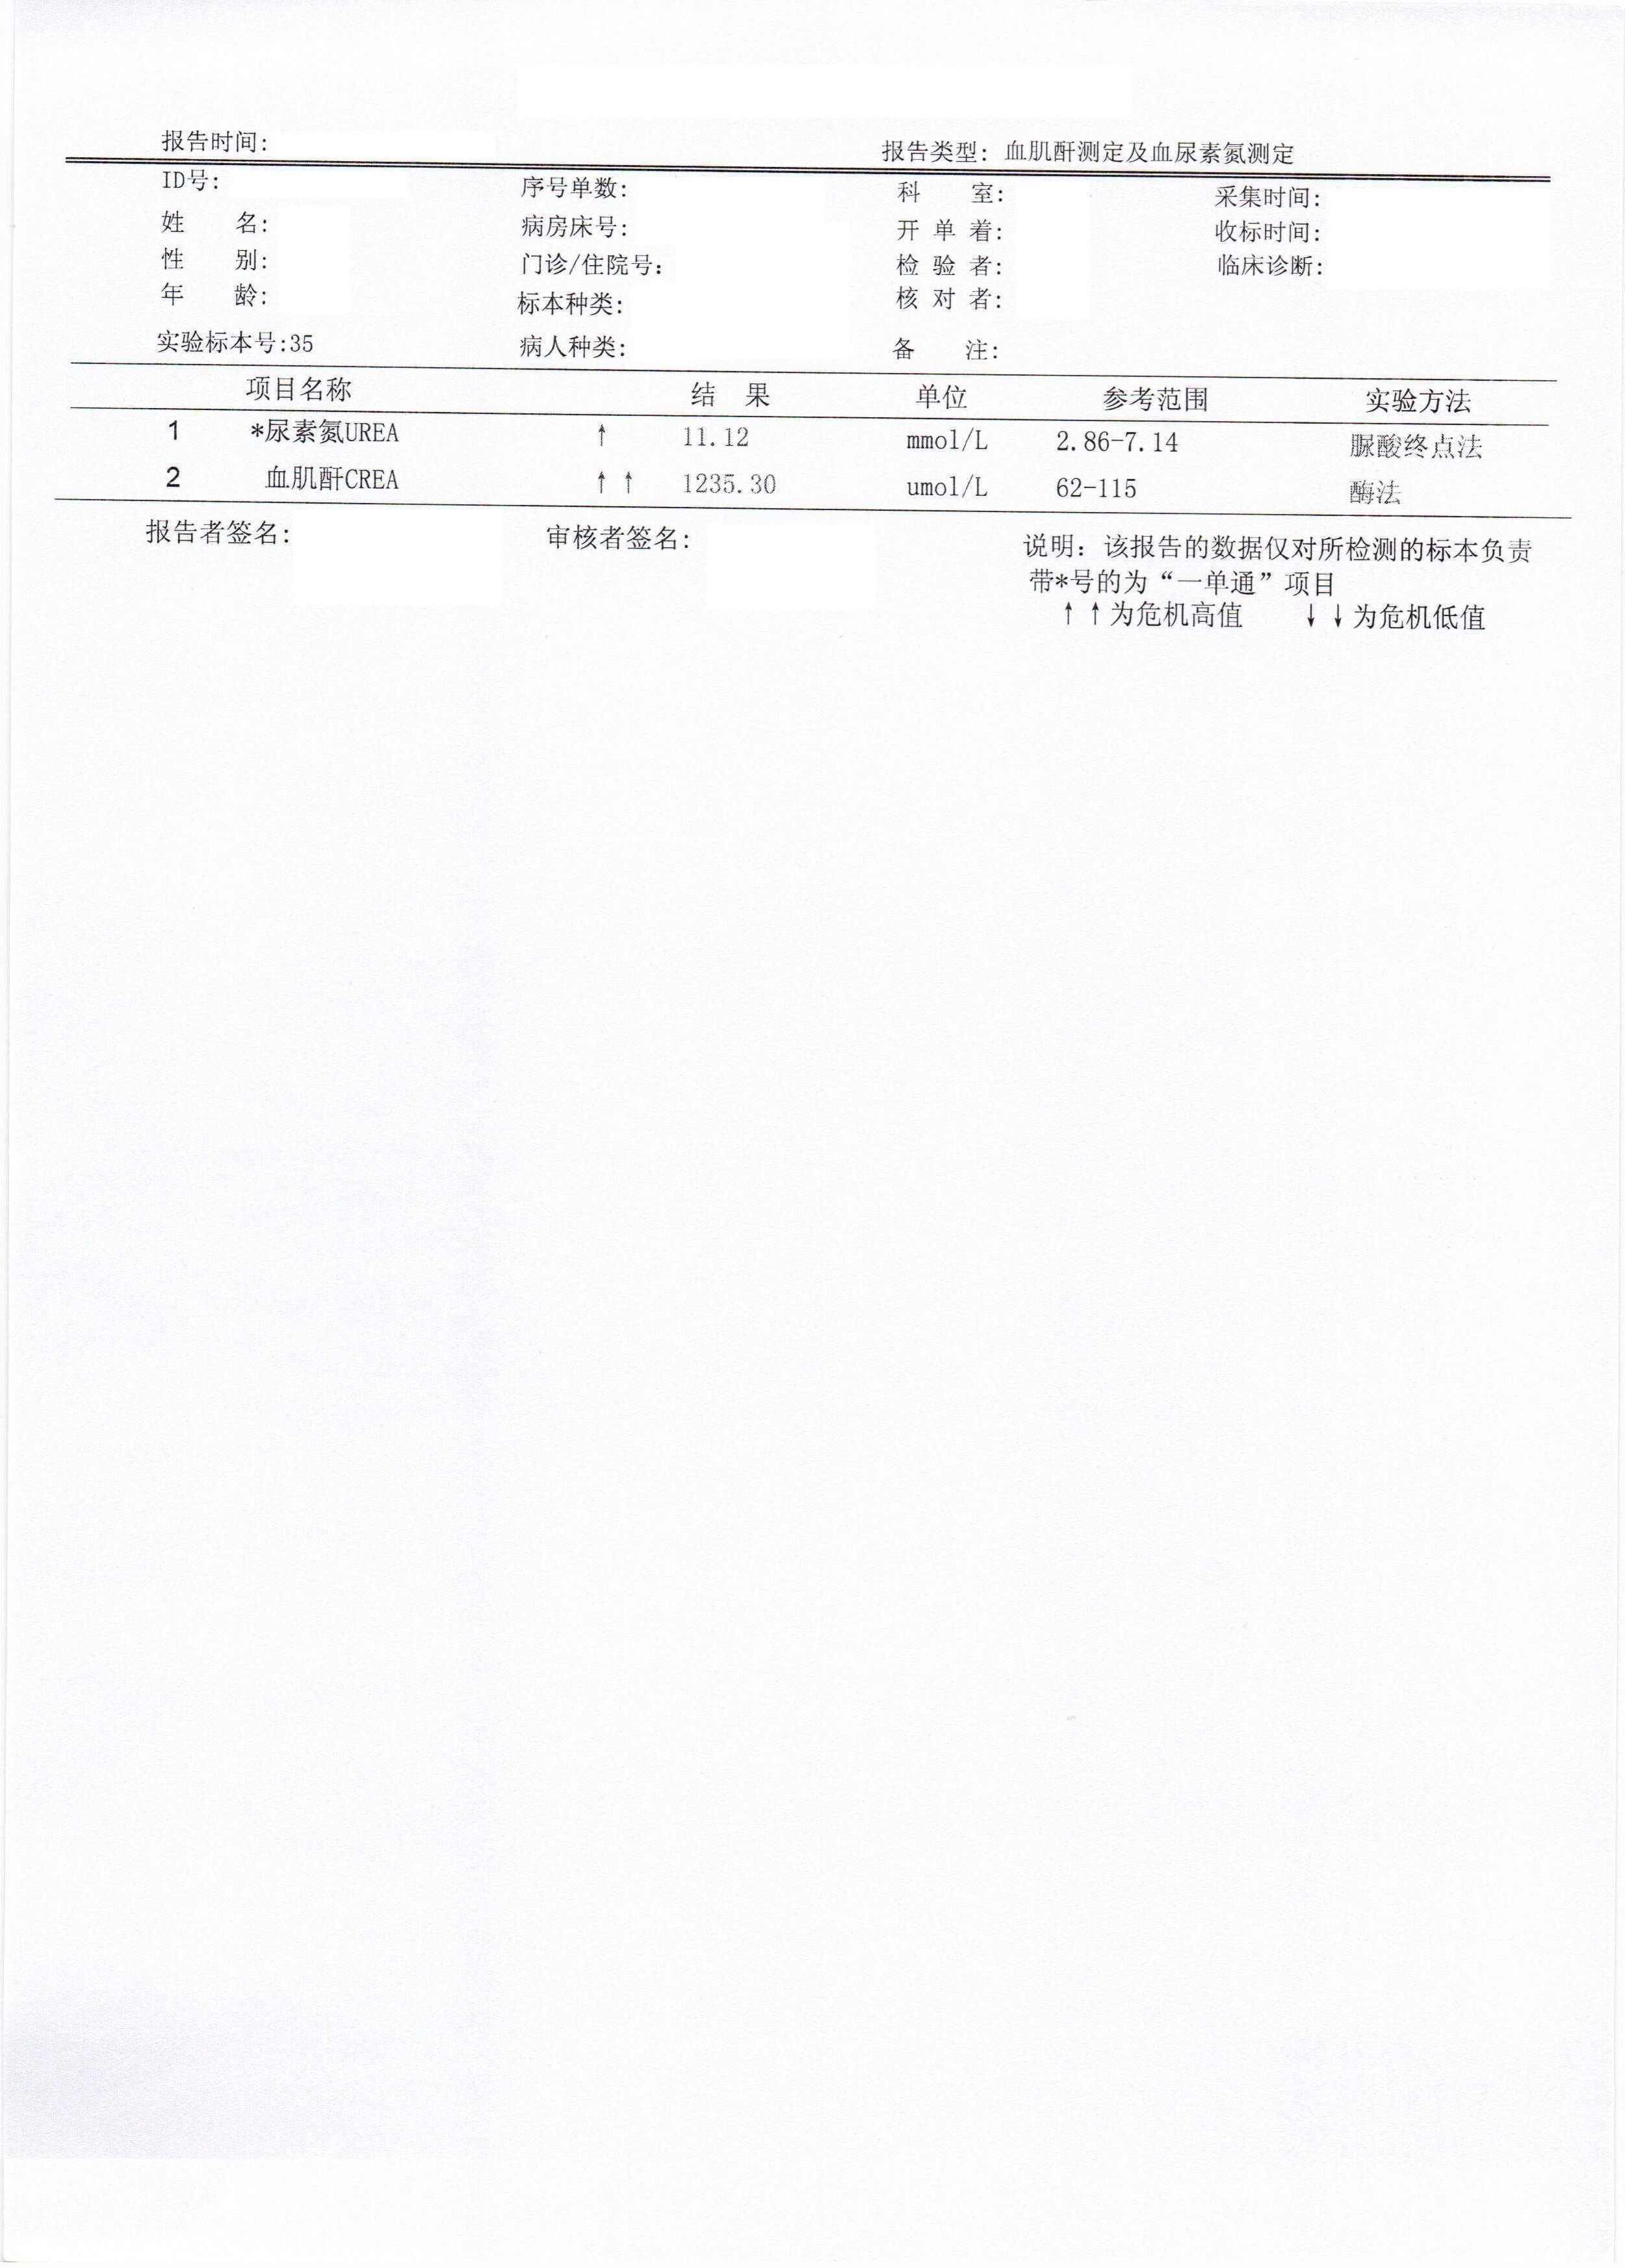 报告时间:
报告类型: 血肌酐测定及血尿素氮测定
ID号: 序号单数: 科 室: 采集时间:
姓 名: 病房床号: 开 单 着: 收标时间:
性 别: 门诊/住院号: 检 验 者: 临床诊断:
年 龄: 标本种类: 核 对 者:
实验标本号:35 病人种类: 备 注:
项目名称 结 果 单位 参考范围 实验方法
1 *尿素氮UREA ↑ 11.12 mmol/L 2.86-7.14 脲酸终点法
2 血肌酐CREA ↑ ↑ 1235.30 umol/L 62-115 酶法
报告者签名: 审核者签名: 说明: 该报告的数据仅对所检测的标本负责
带*号的为“一单通”项目
↑ ↑为危机高值 ↓ ↓为危机低值